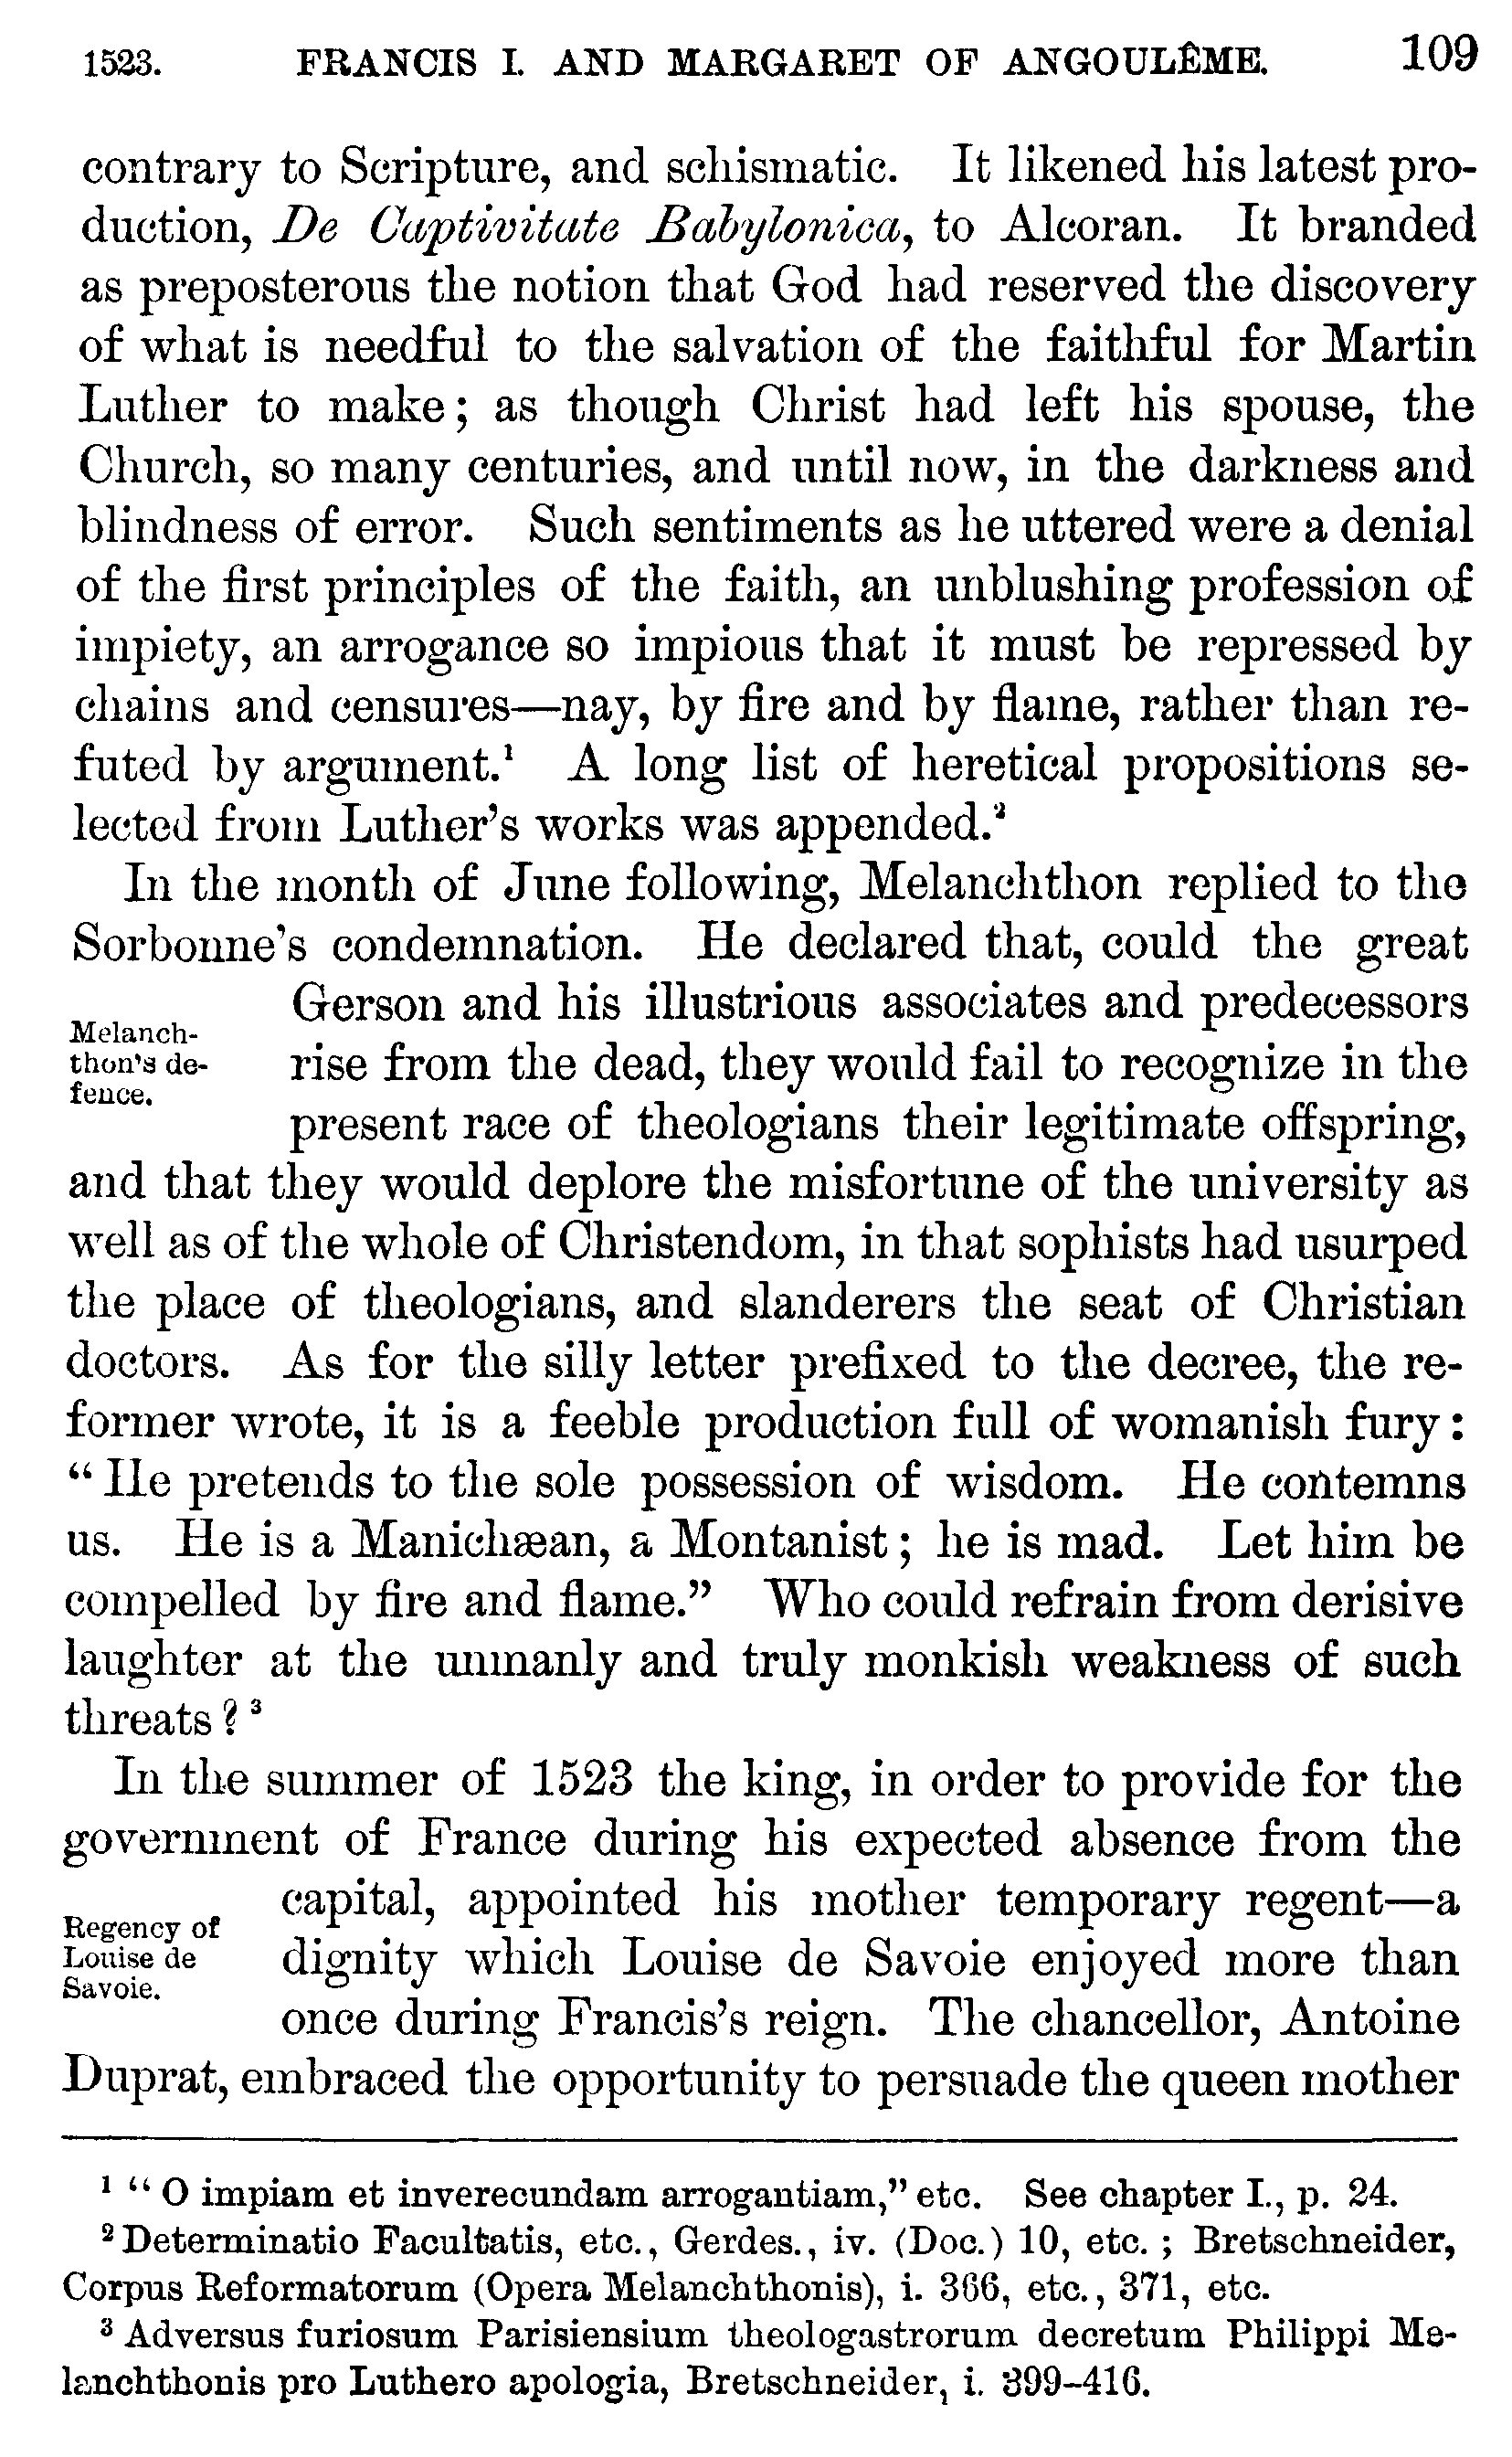 1523. FRANCIS I. AND MARGARET OF ANGOULÊME. 109
contrary to Scripture, and schismatic. It likened his latest pro-
duction, De Captivitate Babylonica, to Alcoran. It branded
as preposterous the notion that God had reserved the discovery
of what is needful to the salvation of the faithful for Martin
Luther to make; as though Christ had left his spouse, the
Church, so many centuries, and until now, in the darkness and
blindness of error. Such sentiments as he uttered were a denial
of the first principles of the faith, an unblushing profession of
impiety, an arrogance so impious that it must be repressed by
chains and censures—nay, by fire and by flame, rather than re-
futed by argument.¹ A long list of heretical propositions se-
lected from Luther's works was appended.²
In the month of June following, Melanchthon replied to the
Sorbonne's condemnation. He declared that, could the great
Gerson and his illustrious associates and predecessors
Melanch-
thon's de-
fence.
rise from the dead, they would fail to recognize in the
present race of theologians their legitimate offspring,
and that they would deplore the misfortune of the university as
well as of the whole of Christendom, in that sophists had usurped
the place of theologians, and slanderers the seat of Christian
doctors. As for the silly letter prefixed to the decree, the re-
former wrote, it is a feeble production full of womanish fury:
"He pretends to the sole possession of wisdom. He contemns
us. He is a Manichæan, a Montanist; he is mad. Let him be
compelled by fire and flame." Who could refrain from derisive
laughter at the unmanly and truly monkish weakness of such
threats?³
In the summer of 1523 the king, in order to provide for the
government of France during his expected absence from the
capital, appointed his mother temporary regent—a
Regency of
Louise de
Savoie.
dignity which Louise de Savoie enjoyed more than
once during Francis's reign. The chancellor, Antoine
Duprat, embraced the opportunity to persuade the queen mother
¹ "O impiam et inverecundam arrogantiam," etc. See chapter I., p. 24.
² Determinatio Facultatis, etc., Gerdes., iv. (Doc.) 10, etc.; Bretschneider,
Corpus Reformatorum (Opera Melanchthonis), i. 366, etc., 371, etc.
³ Adversus furiosum Parisiensium theologastrorum decretum Philippi Me-
lanchthonis pro Luthero apologia, Bretschneider, i. 399-416.